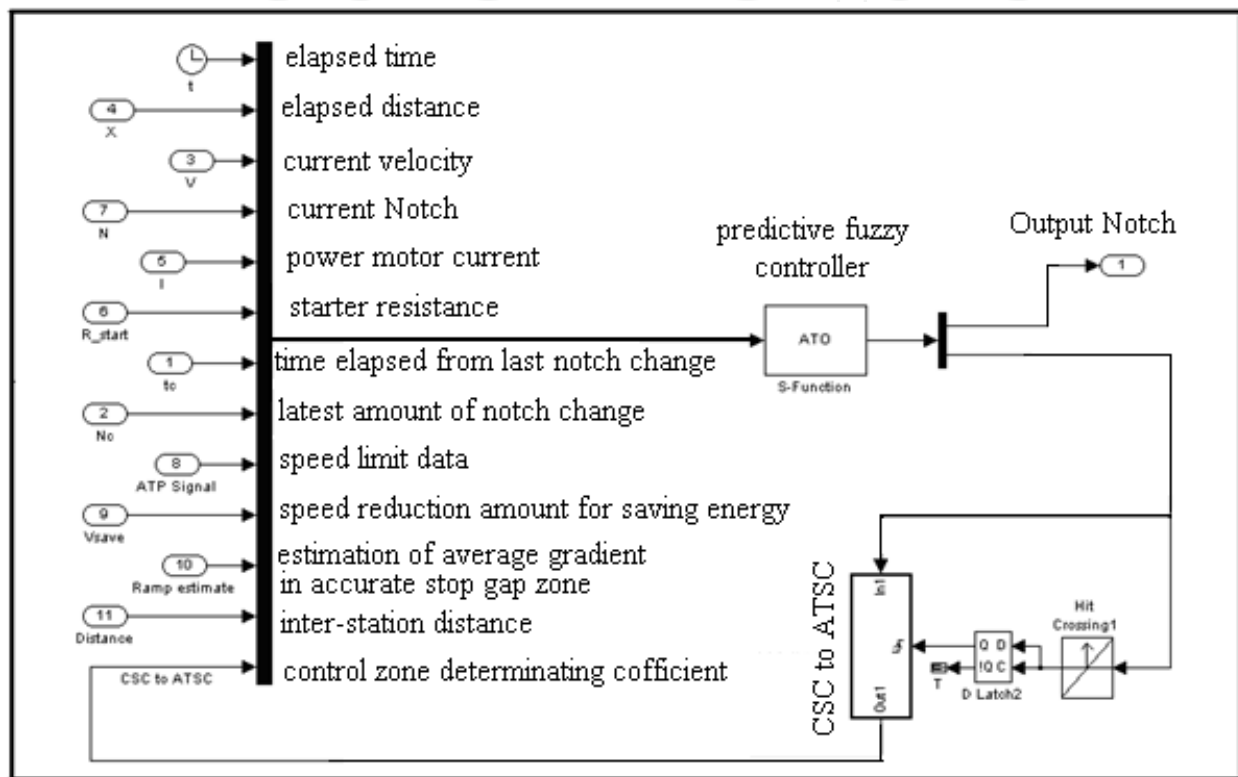 t
elapsed time
4
X
elapsed distance
3
V
current velocity
7
N
current Notch
5
I
power motor current
6
R_start
starter resistance
1
tc
time elapsed from last notch change
2
Nc
latest amount of notch change
8
ATP Signal
speed limit data
9
Vsave
speed reduction amount for saving energy
10
Ramp estimate
estimation of average gradient
in accurate stop gap zone
11
Distance
inter-station distance
CSC to ATSC
control zone determinating cofficient
predictive fuzzy
controller
ATO
S-Function
Output Notch
1
CSC to ATSC
In1
Out1
Q D
!Q C
D Latch2
T
Hit
Crossing1